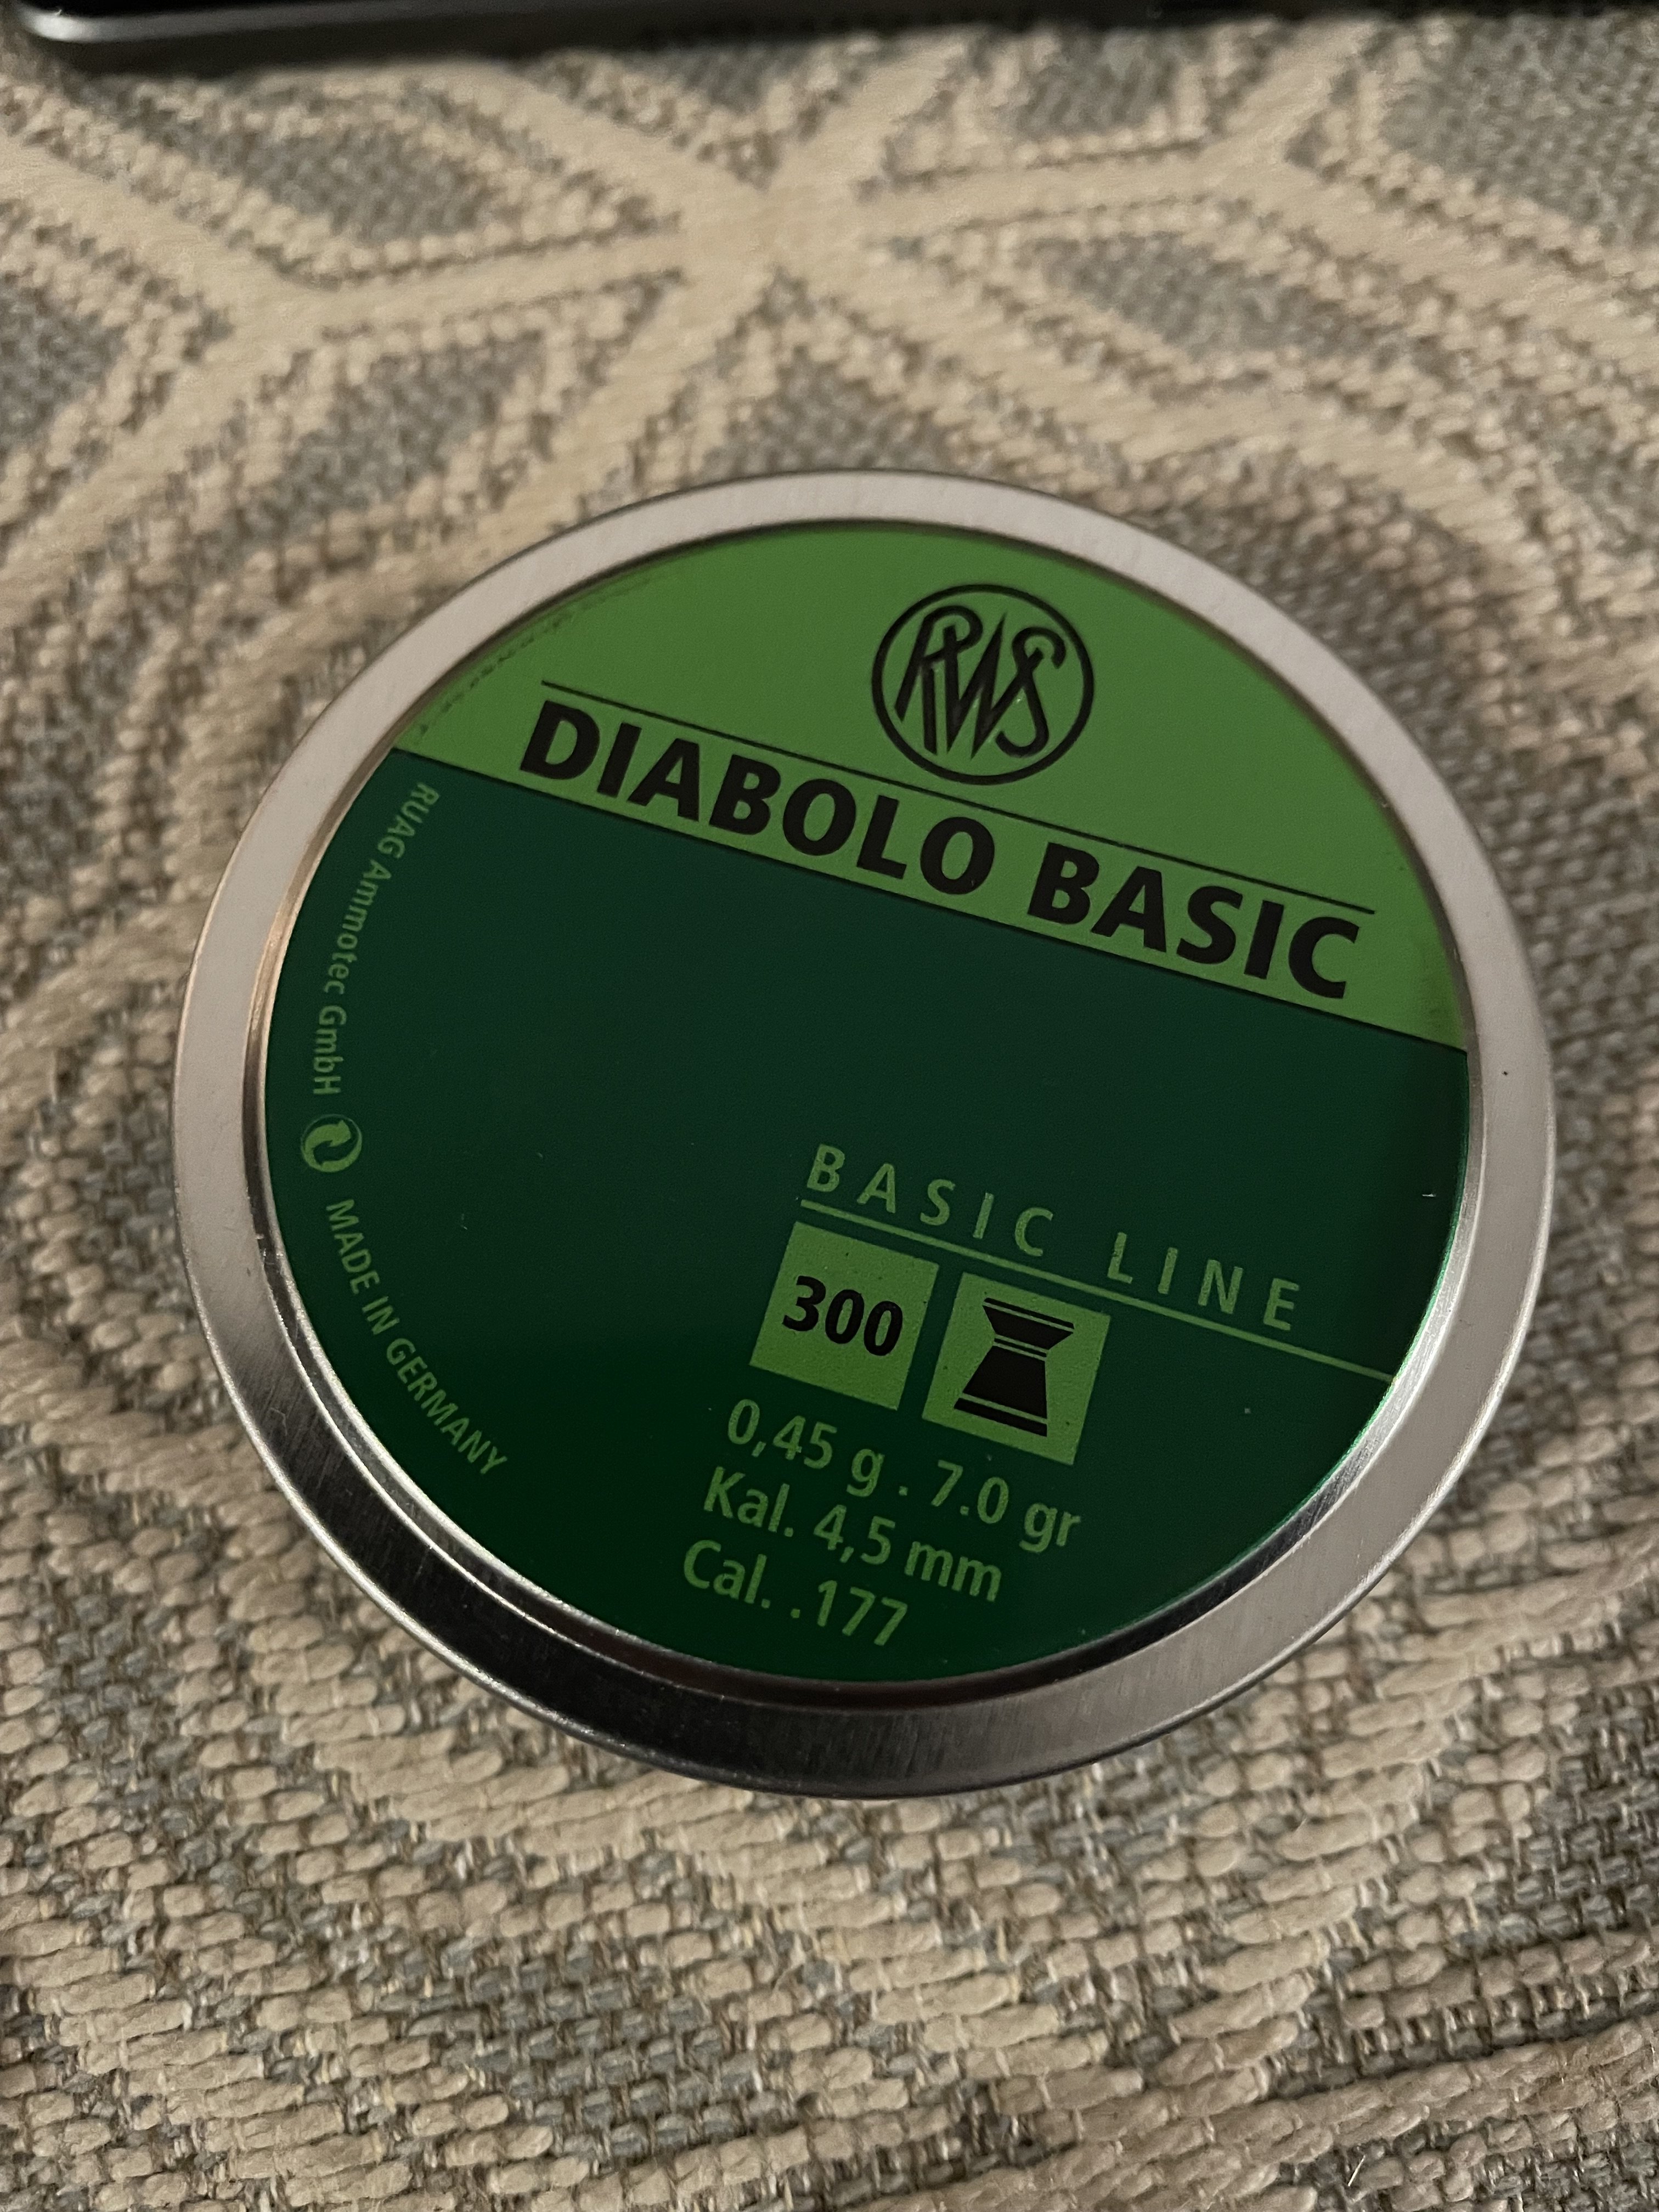 RWS
DIABOLO BASIC
BASIC LINE
300
0,45 g . 7.0 gr
Kal. 4,5 mm
Cal. .177
RUAG Ammotec GmbH
MADE IN GERMANY